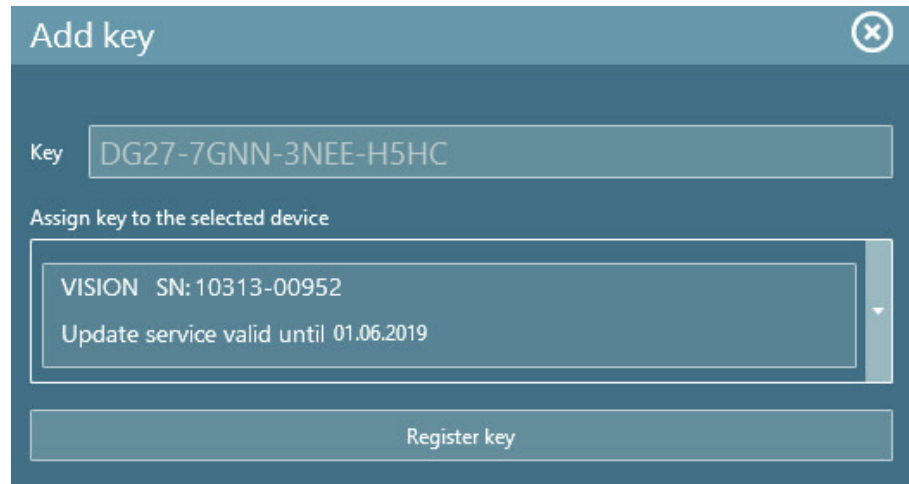 Add key
Key DG27-7GNN-3NEE-H5HC
Assign key to the selected device
VISION SN: 10313-00952
Update service valid until 01.06.2019
Register key